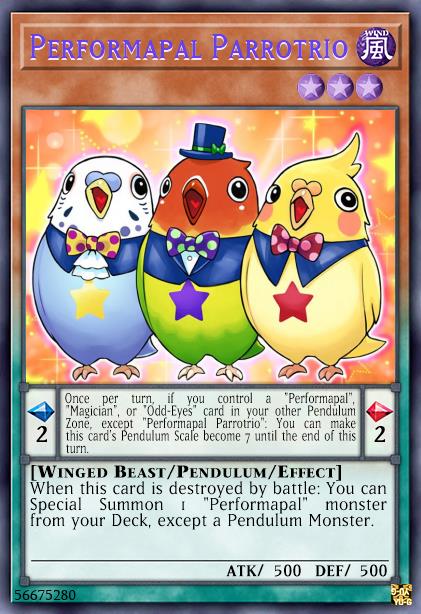 PERFORMAPAL PARROTRIO
WIND
風
Once per turn, if you control a "Performapal",
"Magician", or "Odd-Eyes" card in your other Pendulum
Zone, except "Performapal Parrotrio": You can make
this card's Pendulum Scale become 7 until the end of this
turn.
2
2
[WINGED BEAST/PENDULUM/EFFECT]
When this card is destroyed by battle: You can
Special Summon 1 "Performapal" monster
from your Deck, except a Pendulum Monster.
ATK/ 500 DEF/ 500
56675280